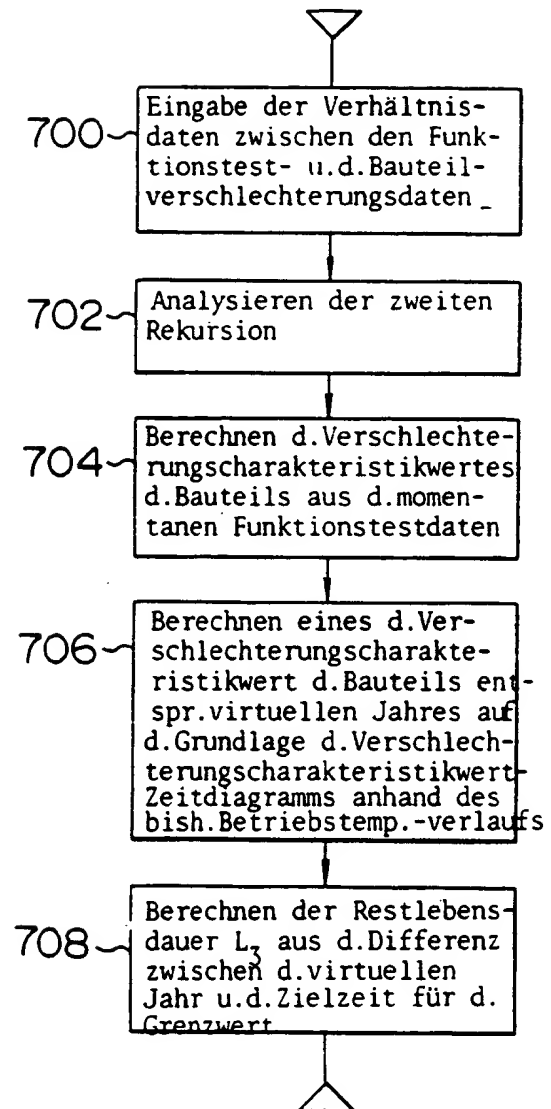 700
Eingabe der Verhältnis-
daten zwischen den Funk-
tionstest- u.d.Bauteil-
verschlechterungsdaten
702
Analysieren der zweiten
Rekursion
704
Berechnen d.Verschlechte-
rungscharakteristikwertes
d.Bauteils aus d.momen-
tanen Funktionstestdaten
706
Berechnen eines d.Ver-
schlechterungscharakte-
ristikwert d.Bauteils ent-
spr.virtuellen Jahres auf
d.Grundlage d.Verschlech-
terungscharakteristikwert-
Zeitdiagramms anhand des
bish.Betriebstemp.-verlaufs
708
Berechnen der Restlebens-
dauer L3 aus d.Differenz
zwischen d.virtuellen
Jahr u.d.Zielzeit für d.
Grenzwert